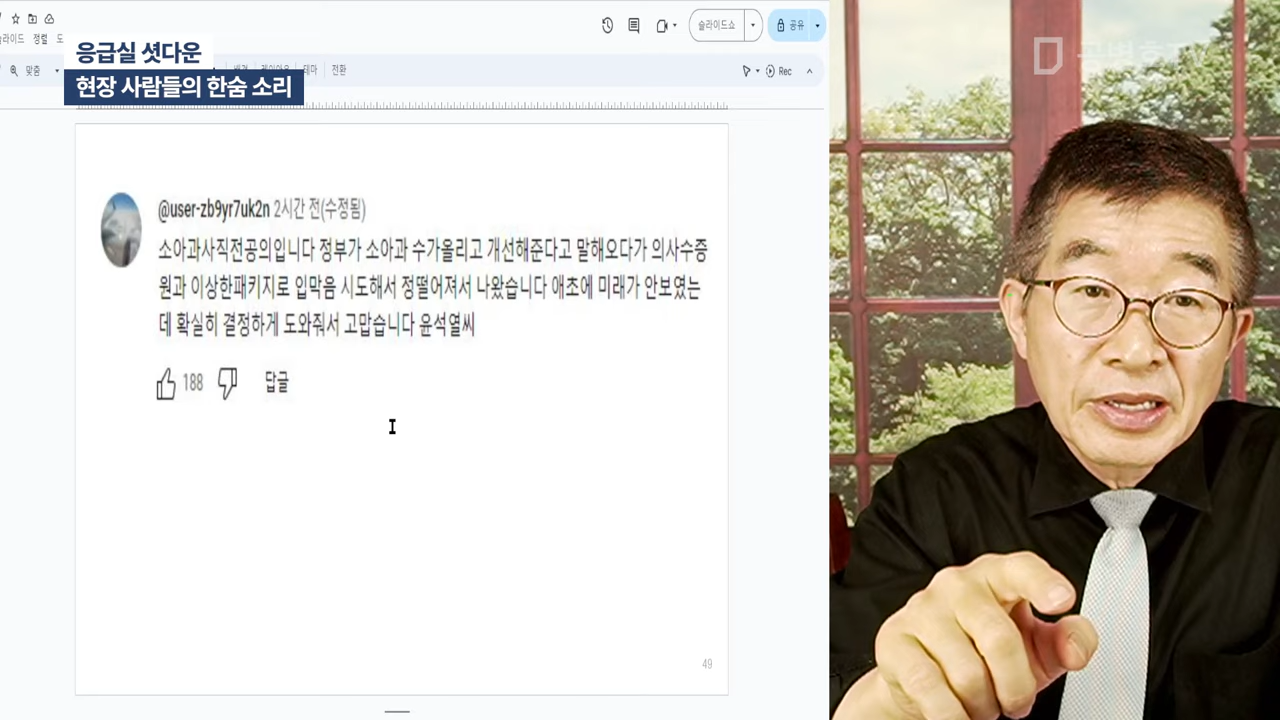 응급실 셧다운
현장 사람들의 한숨 소리
슬라이드쇼
공유
맞춤
테마
전환
Rec
@user-zb9yr7uk2n 2시간 전(수정됨)
소아과사직전공의입니다 정부가 소아과 수가올리고 개선해준다고 말해오다가 의사수증
원과 이상한패키지로 입막음 시도해서 정떨어져서 나왔습니다 애초에 미래가 안보였는
데 확실히 결정하게 도와줘서 고맙습니다 윤석열씨
188
답글
49
공병호TV